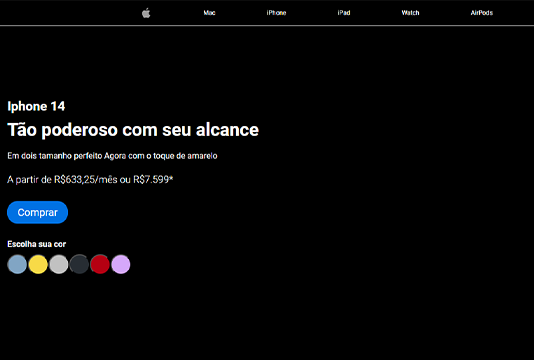 Mac iPhone iPad Watch AirPods
Iphone 14
Tão poderoso com seu alcance
Em dois tamanho perfeito Agora com o toque de amarelo
A partir de R$633,25/mês ou R$7.599*
Comprar
Escolha sua cor